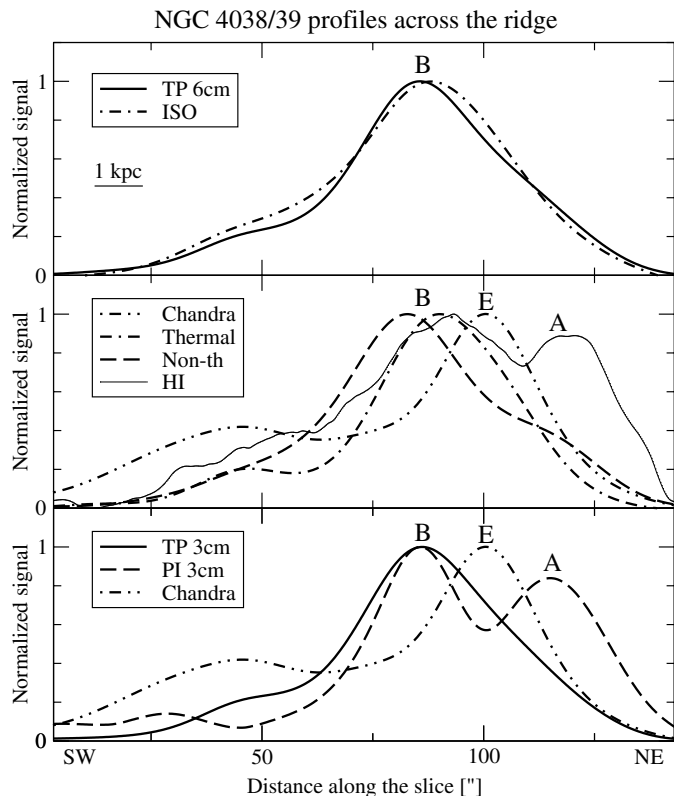 NGC 4038/39 profiles across the ridge
B
1
TP 6cm
ISO
1 kpc
Normalized signal
0
B
E
A
1
Chandra
Thermal
Non-th
HI
Normalized signal
0
B
E
A
1
TP 3cm
PI 3cm
Chandra
Normalized signal
0
SW
50
100
NE
Distance along the slice ["]